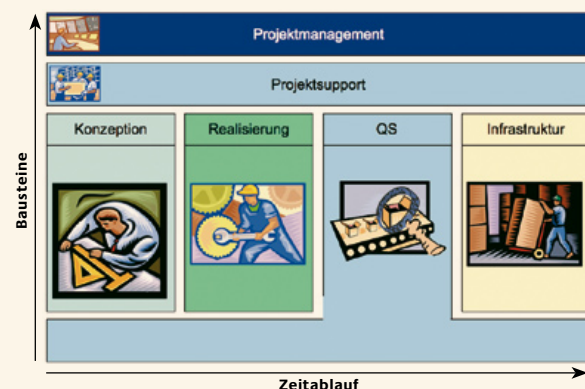 Projektmanagement
Projektsupport
Konzeption
Realisierung
QS
Infrastruktur
Bausteine
Zeitablauf